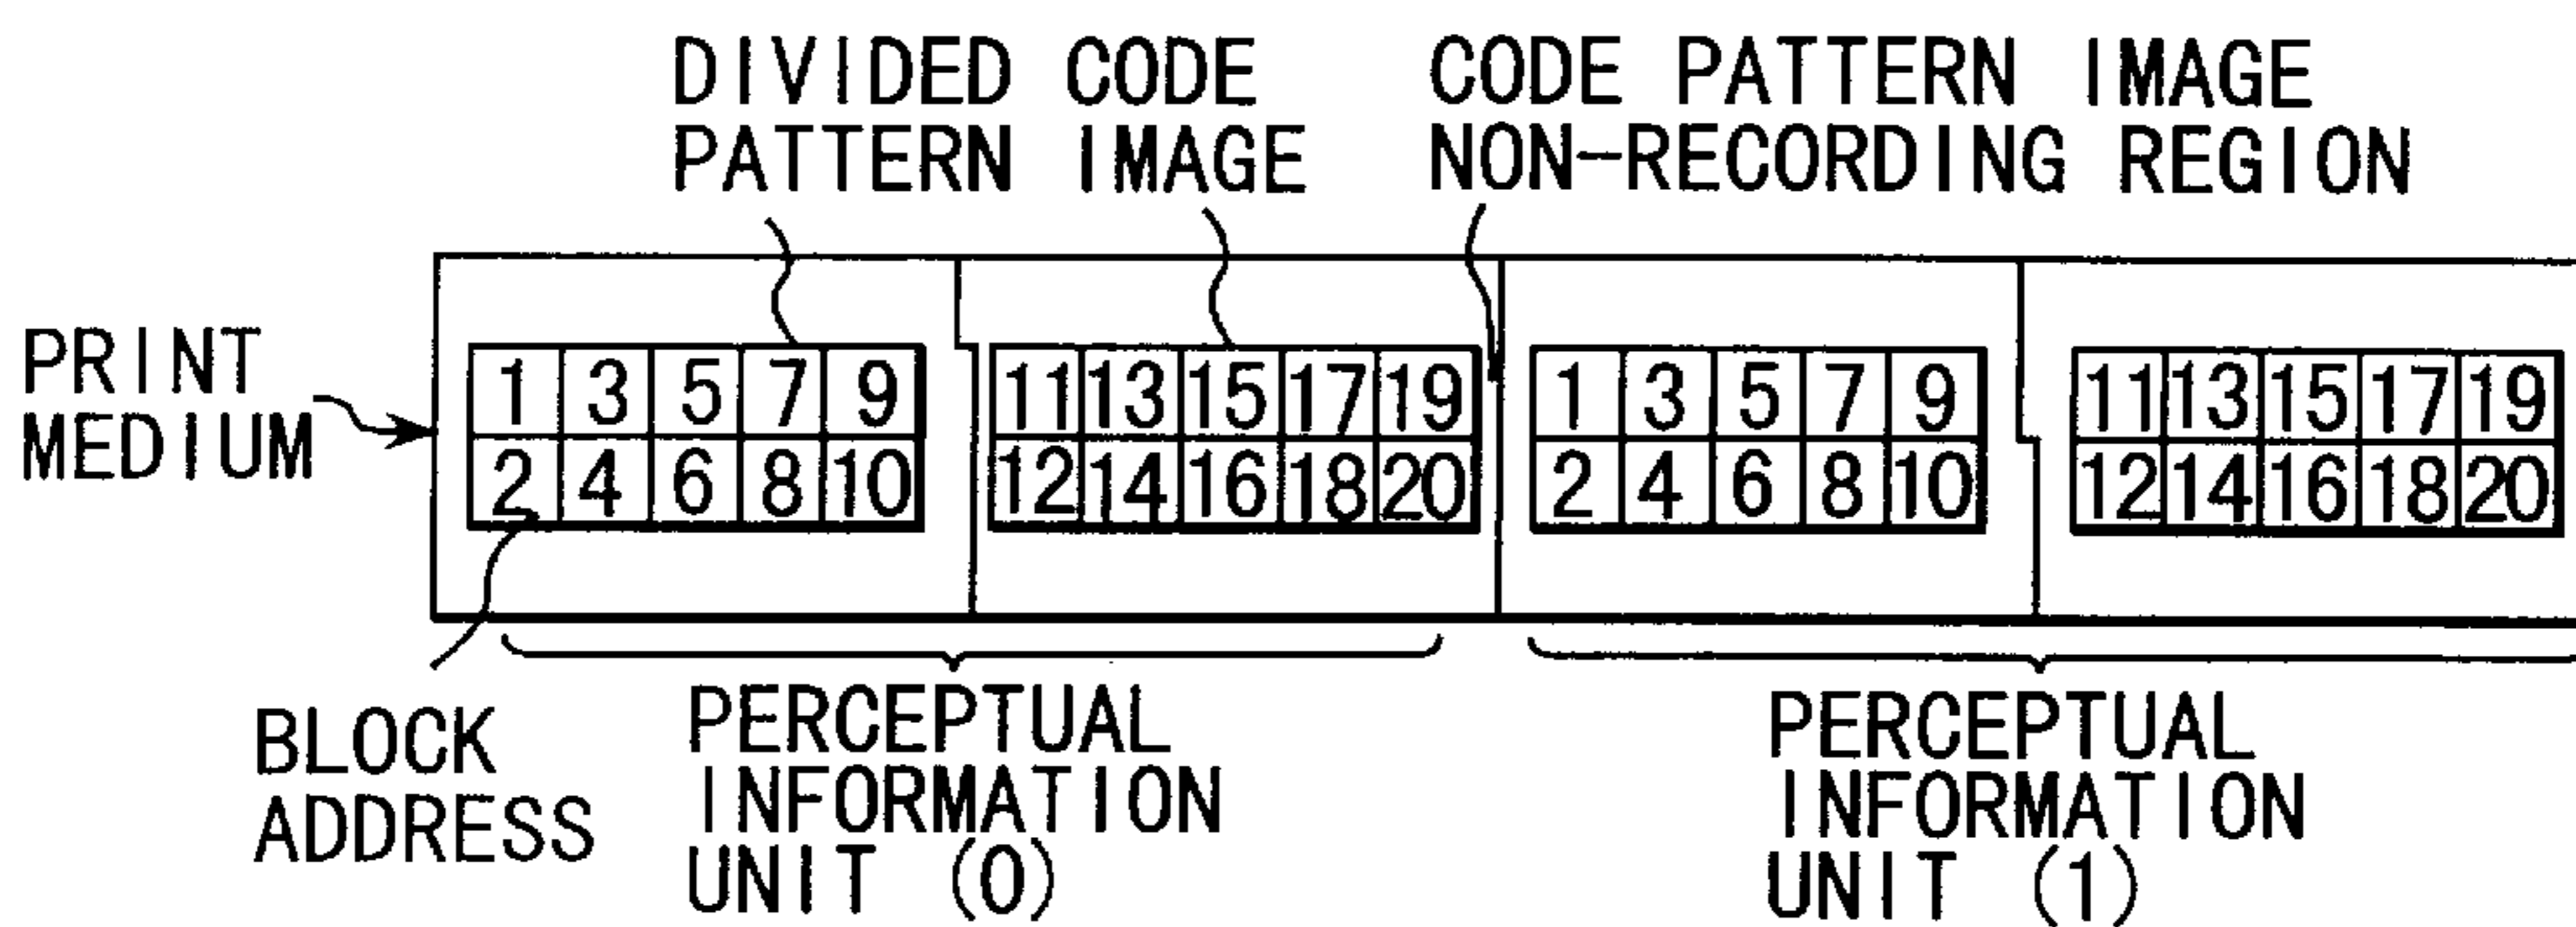 DIVIDED CODE
PATTERN IMAGE
CODE PATTERN IMAGE
NON-RECORDING REGION
PRINT
MEDIUM
1 3 5 7 9
2 4 6 8 10
11 13 15 17 19
12 14 16 18 20
1 3 5 7 9
2 4 6 8 10
11 13 15 17 19
12 14 16 18 20
BLOCK
ADDRESS
PERCEPTUAL
INFORMATION
UNIT (0)
PERCEPTUAL
INFORMATION
UNIT (1)